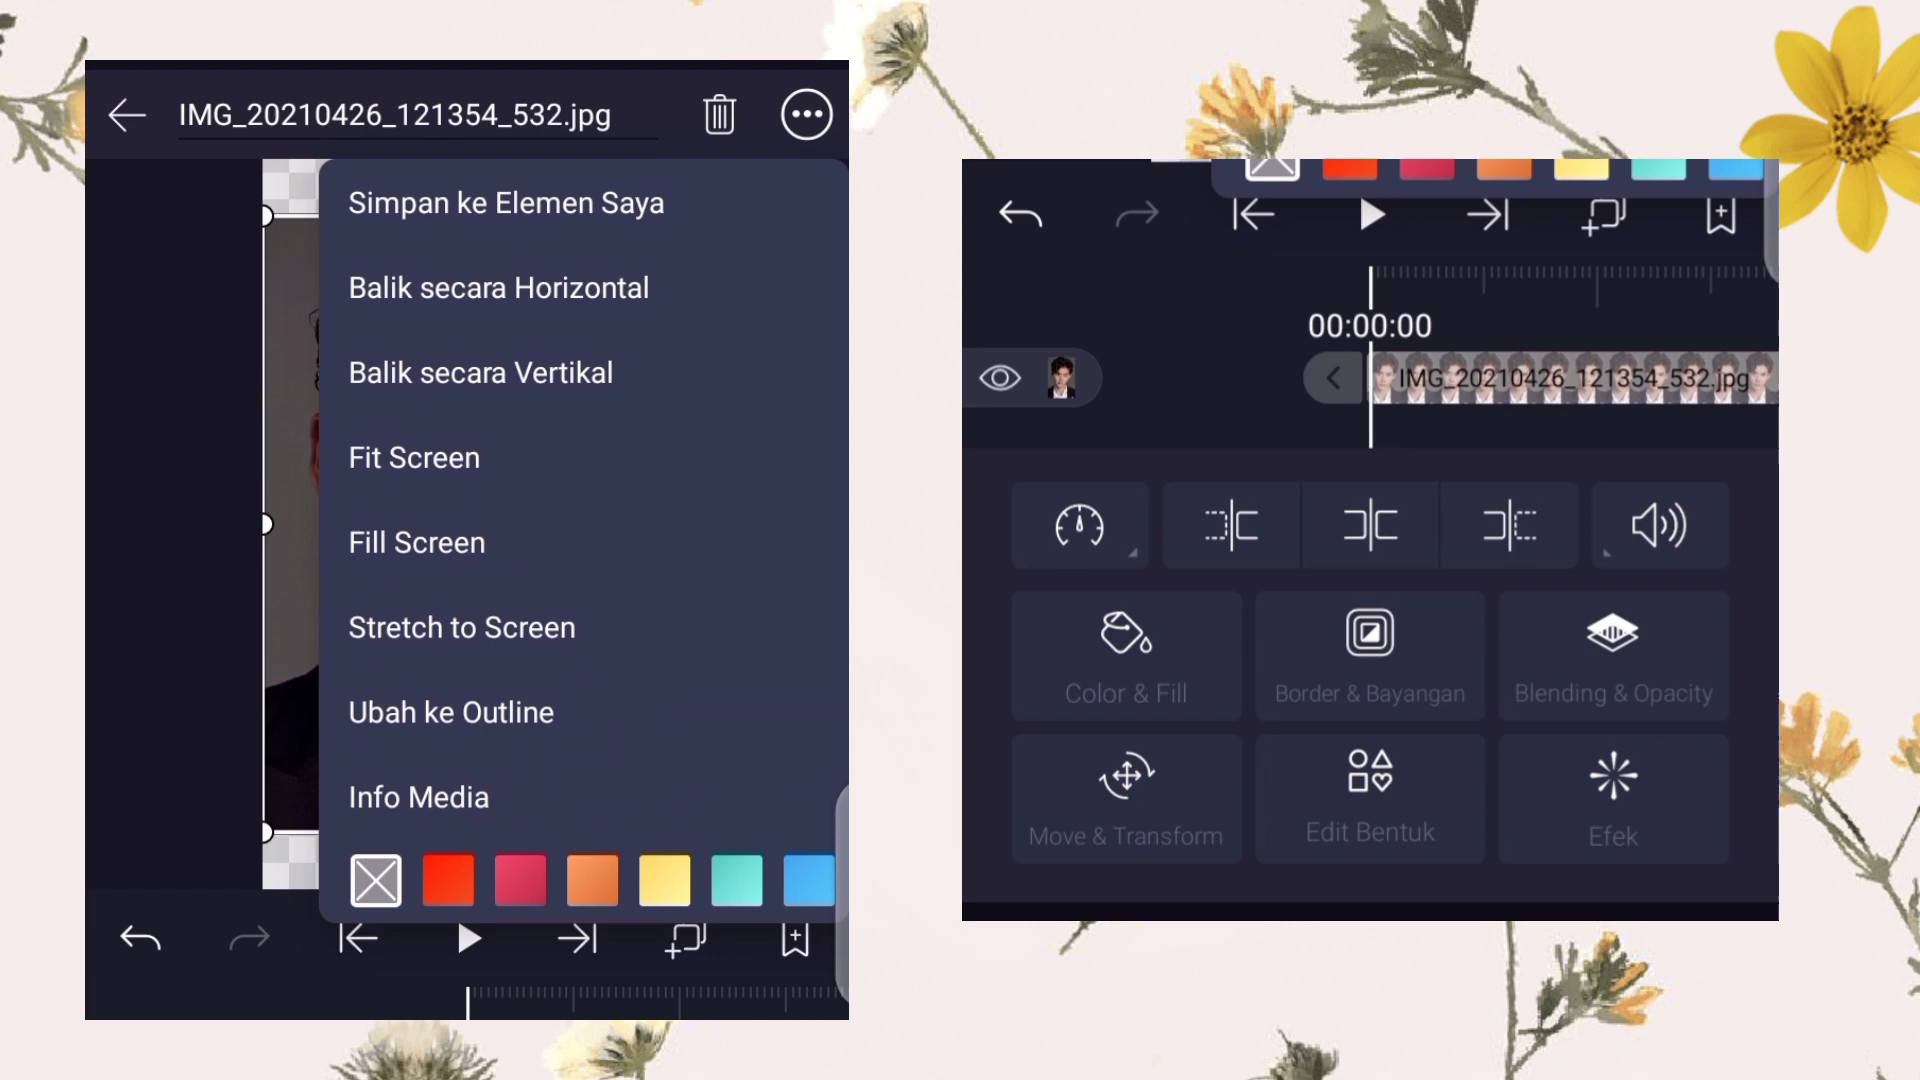 IMG_20210426_121354_532.jpg
Simpan ke Elemen Saya
Balik secara Horizontal
Balik secara Vertikal
Fit Screen
Fill Screen
Stretch to Screen
Ubah ke Outline
Info Media
00:00:00
IMG_20210426_121354_532.jpg
Color & Fill
Border & Bayangan
Blending & Opacity
Move & Transform
Edit Bentuk
Efek